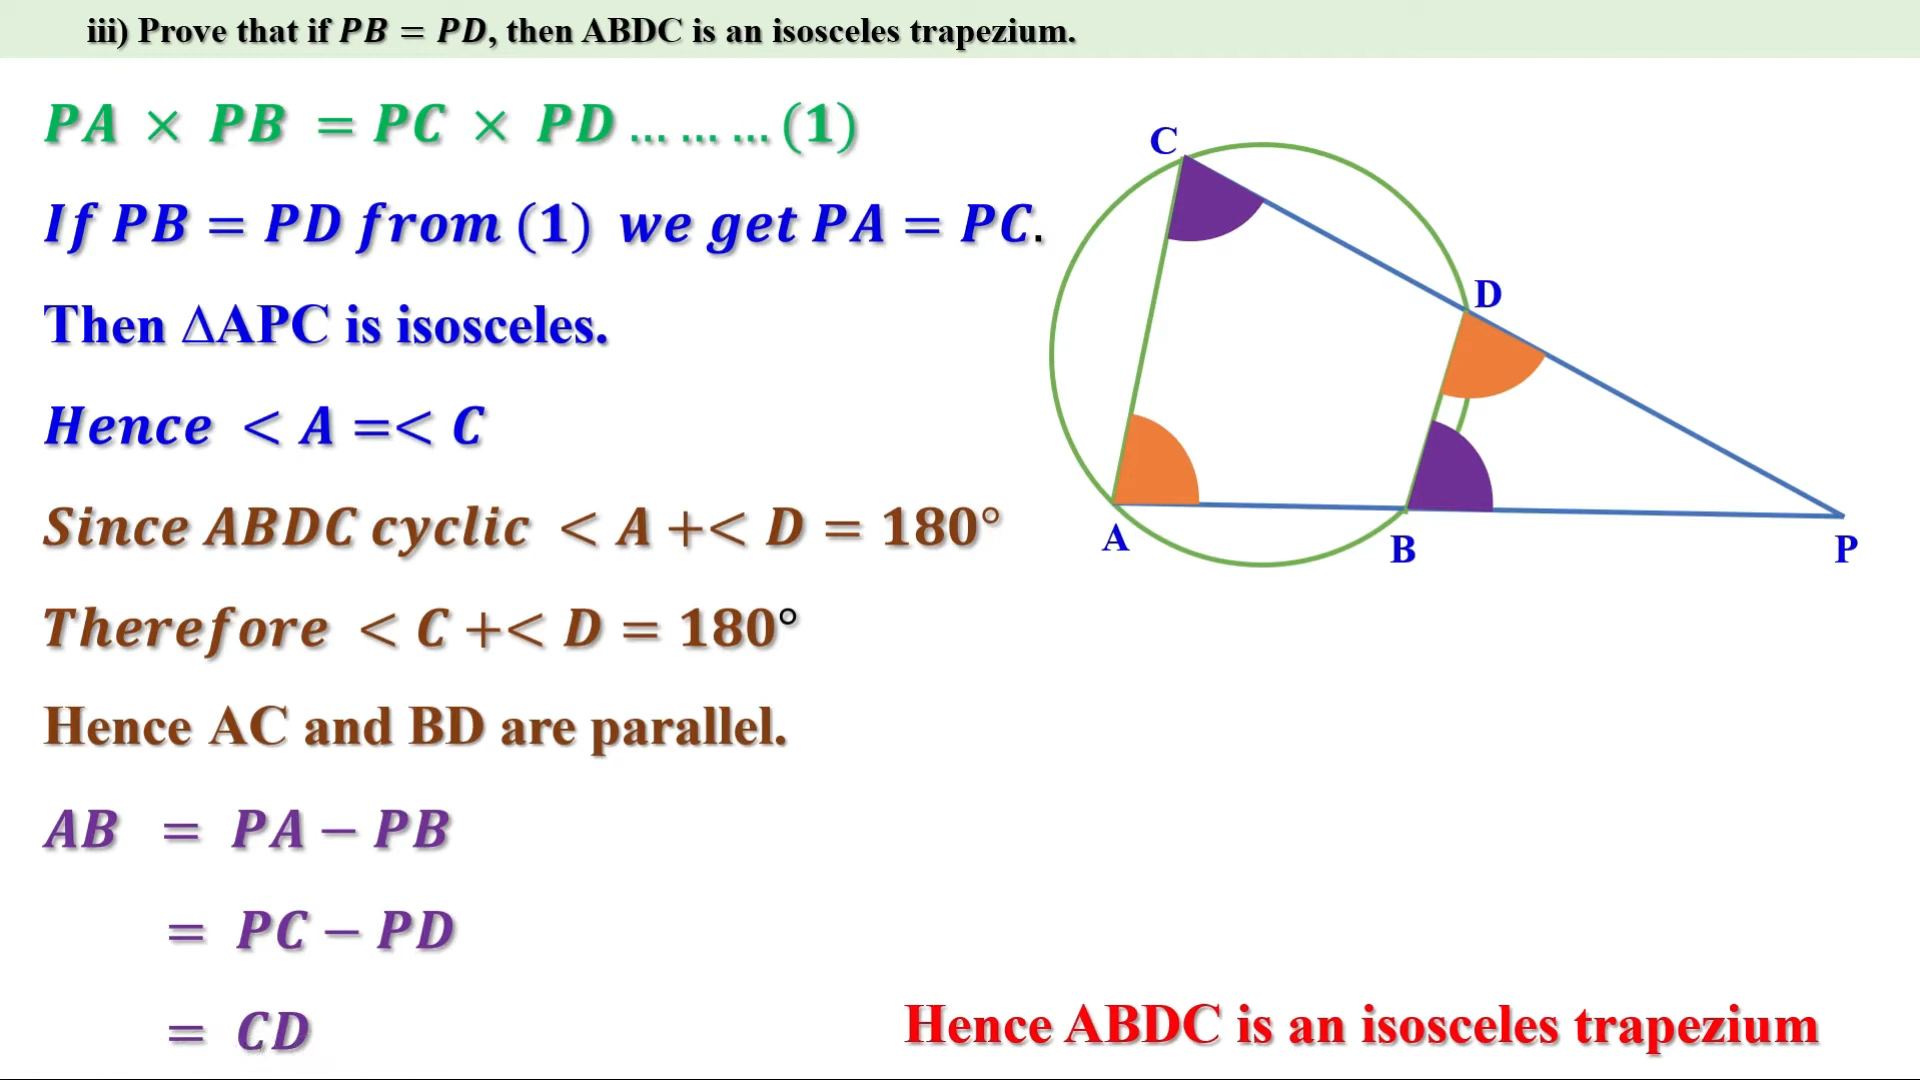 iii) Prove that if PB = PD, then ABDC is an isosceles trapezium.
PA × PB = PC × PD … … … (1)
If PB = PD from (1) we get PA = PC.
Then ∆APC is isosceles.
Hence < A =< C
Since ABDC cyclic < A +< D = 180°
Therefore < C +< D = 180°
Hence AC and BD are parallel.
AB = PA − PB
= PC − PD
= CD
Hence ABDC is an isosceles trapezium
C
D
A
B
P